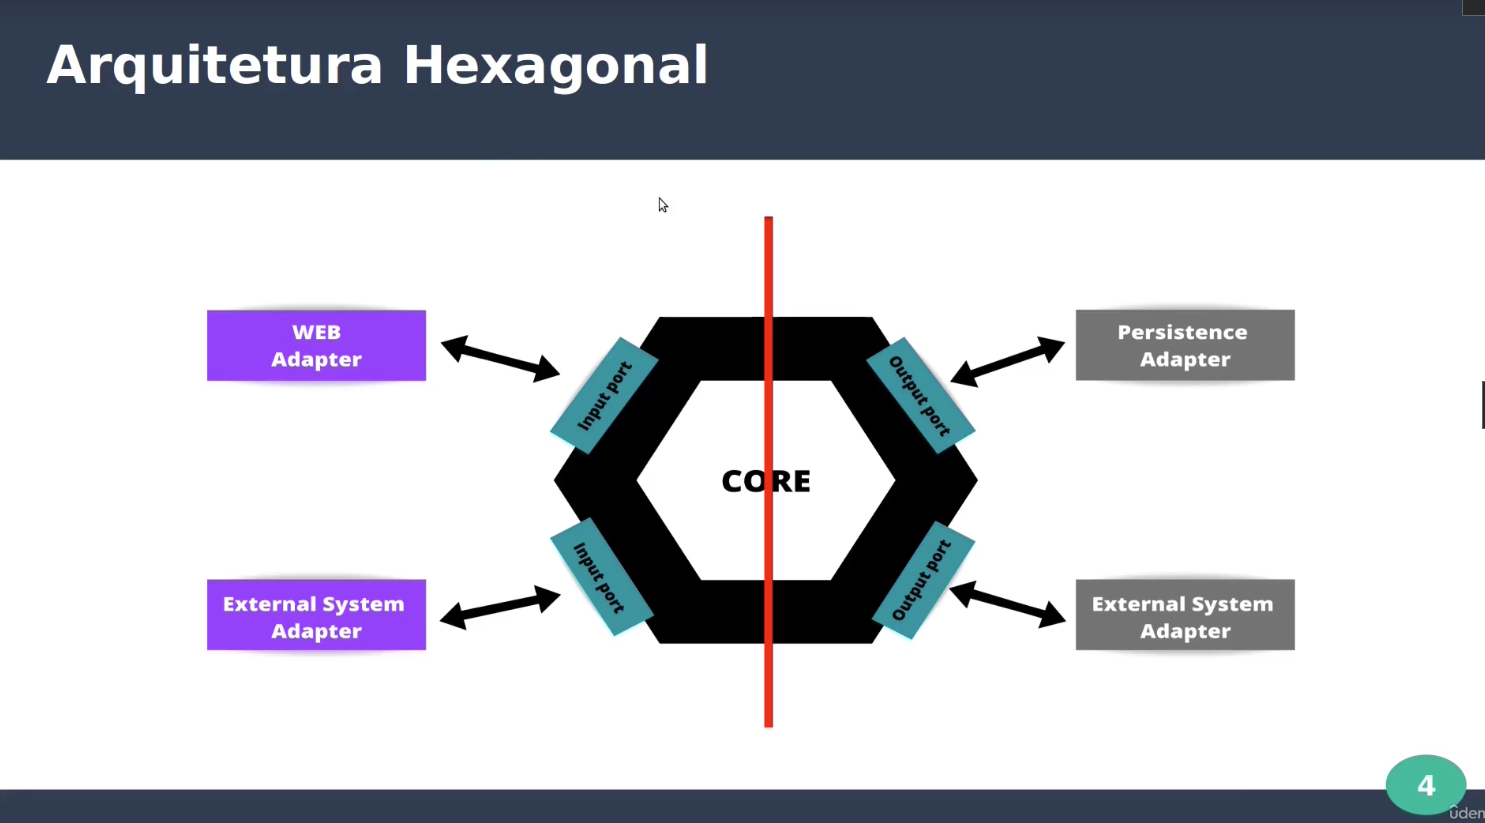 Arquitetura Hexagonal
WEB
Adapter
Input port
Output port
Persistence
Adapter
CORE
External System
Adapter
Input port
Output port
External System
Adapter
4